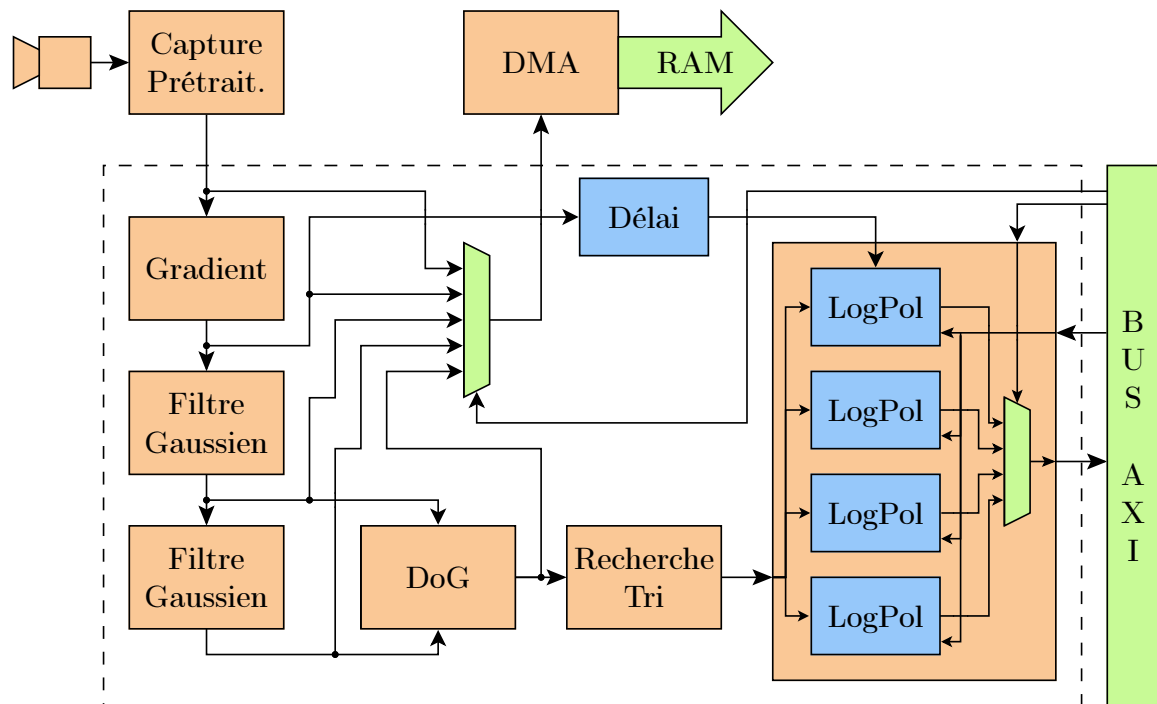 Capture
Prétrait.
DMA
RAM
Délai
Gradient
LogPol
Filtre
Gaussien
LogPol
LogPol
Filtre
Gaussien
DoG
Recherche
Tri
LogPol
B
U
S
A
X
I